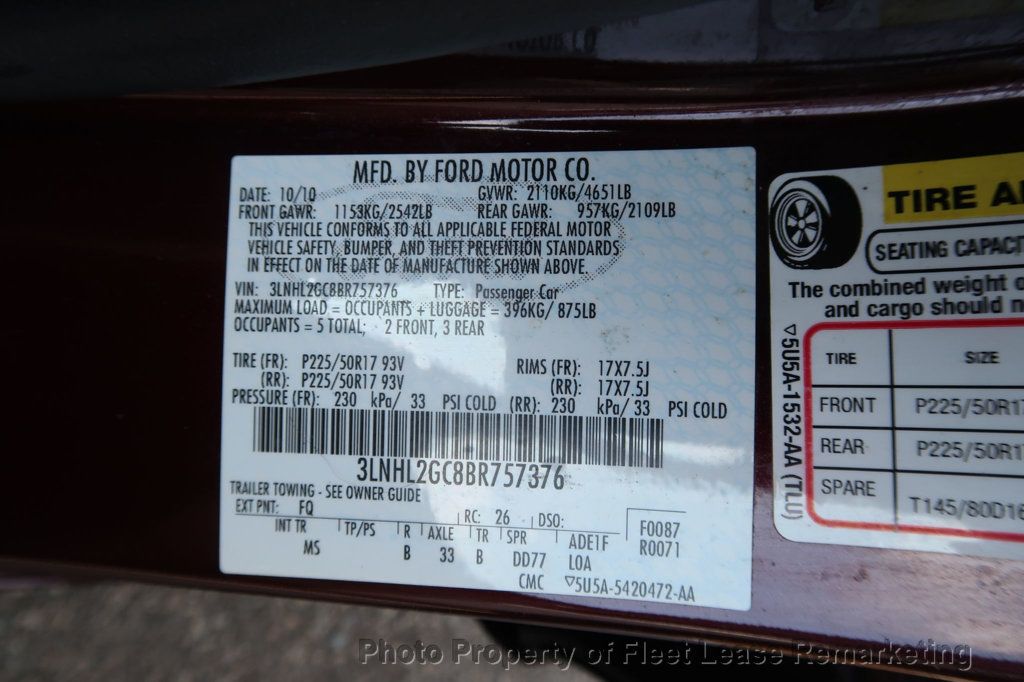 MFD. BY FORD MOTOR CO.
DATE: 10/10 GVWR: 2110KG/4651LB
FRONT GAWR: 1153KG/2542LB REAR GAWR: 957KG/2109LB
THIS VEHICLE CONFORMS TO ALL APPLICABLE FEDERAL MOTOR
VEHICLE SAFETY, BUMPER, AND THEFT PREVENTION STANDARDS
IN EFFECT ON THE DATE OF MANUFACTURE SHOWN ABOVE.
VIN: 3LNHL2GC8BR757376 TYPE: Passenger Car
MAXIMUM LOAD = OCCUPANTS + LUGGAGE = 396KG/ 875LB
OCCUPANTS = 5 TOTAL; 2 FRONT, 3 REAR
TIRE (FR): P225/50R17 93V RIMS (FR): 17X7.5J
(RR): P225/50R17 93V (RR): 17X7.5J
PRESSURE (FR): 230 kPa/ 33 PSI COLD (RR): 230 kPa/ 33 PSI COLD
3LNHL2GC8BR757376
TRAILER TOWING - SEE OWNER GUIDE
EXT PNT: FQ RC: 26 DSO: F0087
INT TR TP/PS R AXLE TR SPR ADE1F R0071
MS B 33 B DD77 LOA
CMC ▽5U5A-5420472-AA
TIRE A
SEATING CAPACIT
The combined weight o
and cargo should n
TIRE SIZE
FRONT P225/50R17
REAR P225/50R1
SPARE T145/80D16
▽5U5A-1532-AA (TLU)
Photo Property of Fleet Lease Remarketing